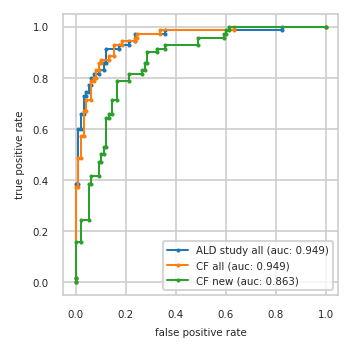 1.0
0.8
0.6
0.4
0.2
0.0
true positive rate
ALD study all (auc: 0.949)
CF all (auc: 0.949)
CF new (auc: 0.863)
0.0 0.2 0.4 0.6 0.8 1.0
false positive rate